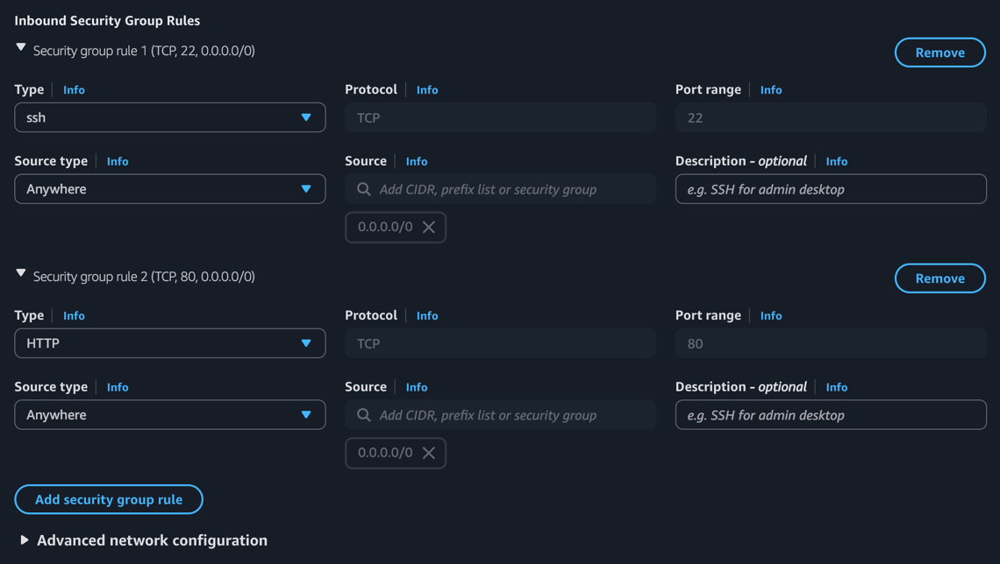 Inbound Security Group Rules
Security group rule 1 (TCP, 22, 0.0.0.0/0)
Remove
Type Info Protocol Info Port range Info
ssh TCP 22
Source type Info Source Info Description - optional Info
Anywhere Add CIDR, prefix list or security group e.g. SSH for admin desktop
0.0.0.0/0
Security group rule 2 (TCP, 80, 0.0.0.0/0)
Remove
Type Info Protocol Info Port range Info
HTTP TCP 80
Source type Info Source Info Description - optional Info
Anywhere Add CIDR, prefix list or security group e.g. SSH for admin desktop
0.0.0.0/0
Add security group rule
Advanced network configuration